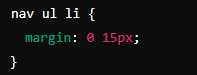 nav ul li {
  margin: 0 15px;
}